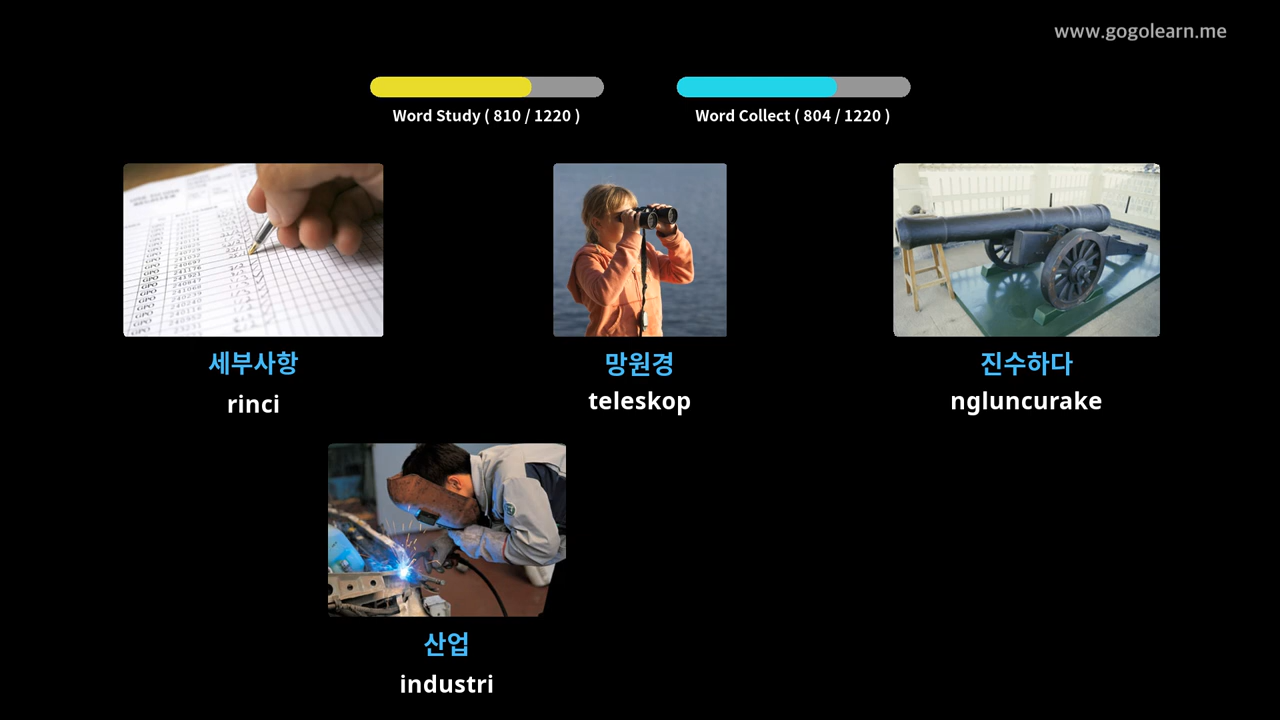 www.gogolearn.me
Word Study ( 810 / 1220 )
Word Collect ( 804 / 1220 )
세부사항
rinci
망원경
teleskop
진수하다
ngluncurake
산업
industri